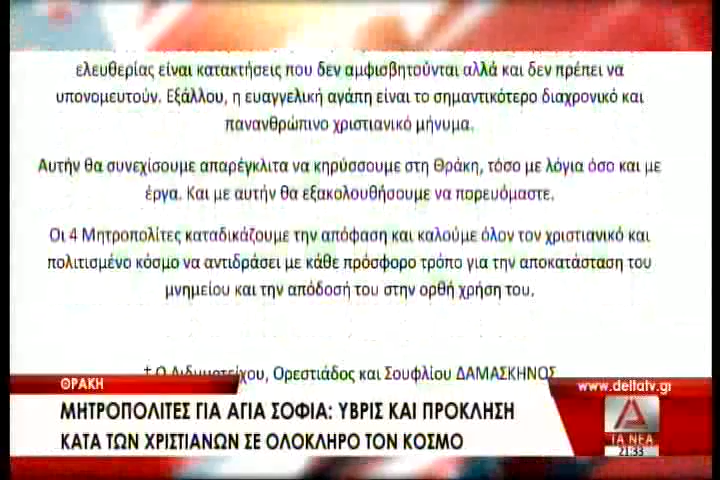 ελευθερίας είναι κατακτήσεις που δεν αμφισβητούνται αλλά και δεν πρέπει να
υπονομευτούν. Εξάλλου, η ευαγγελική αγάπη είναι το σημαντικότερο διαχρονικό και
πανανθρώπινο χριστιανικό μήνυμα.
Αυτήν θα συνεχίσουμε απαρέγκλιτα να κηρύσσουμε στη Θράκη, τόσο με λόγια όσο και με
έργα. Και με αυτήν θα εξακολουθήσουμε να πορευόμαστε.
Οι 4 Μητροπολίτες καταδικάζουμε την απόφαση και καλούμε όλον τον χριστιανικό και
πολιτισμένο κόσμο να αντιδράσει με κάθε πρόσφορο τρόπο για την αποκατάσταση του
μνημείου και την απόδοσή του στην ορθή χρήση του.
† Ο Διδυμοτείχου, Ορεστιάδος και Σουφλίου ΔΑΜΑΣΚΗΝΟΣ
ΘΡΑΚΗ
www.deltatv.gr
ΜΗΤΡΟΠΟΛΙΤΕΣ ΓΙΑ ΑΓΙΑ ΣΟΦΙΑ: ΥΒΡΙΣ ΚΑΙ ΠΡΟΚΛΗΣΗ
ΚΑΤΑ ΤΩΝ ΧΡΙΣΤΙΑΝΩΝ ΣΕ ΟΛΟΚΛΗΡΟ ΤΟΝ ΚΟΣΜΟ
ΤΑ ΝΕΑ
21:33